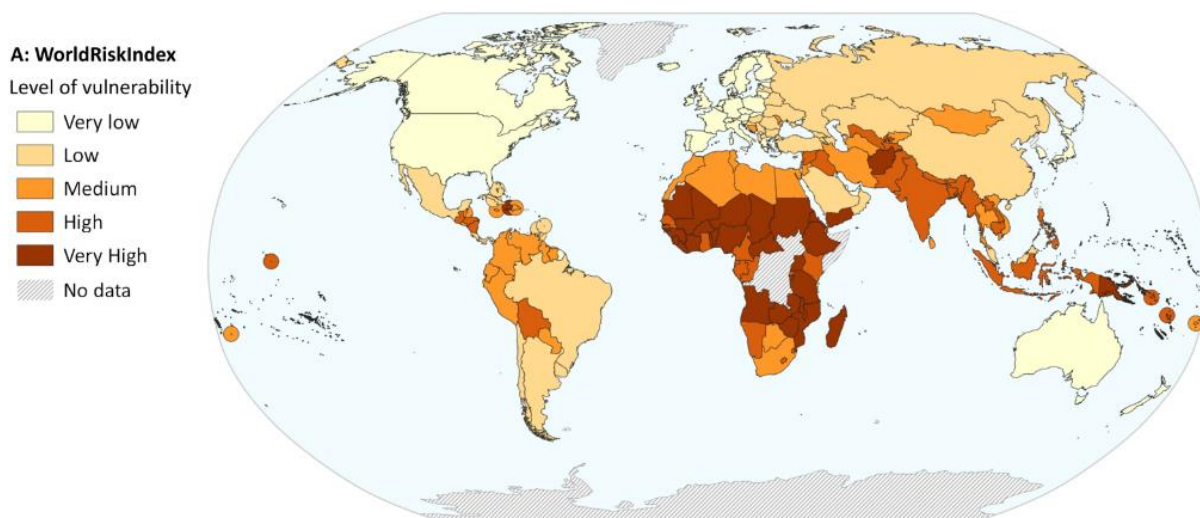 A: WorldRiskIndex
Level of vulnerability
Very low
Low
Medium
High
Very High
No data